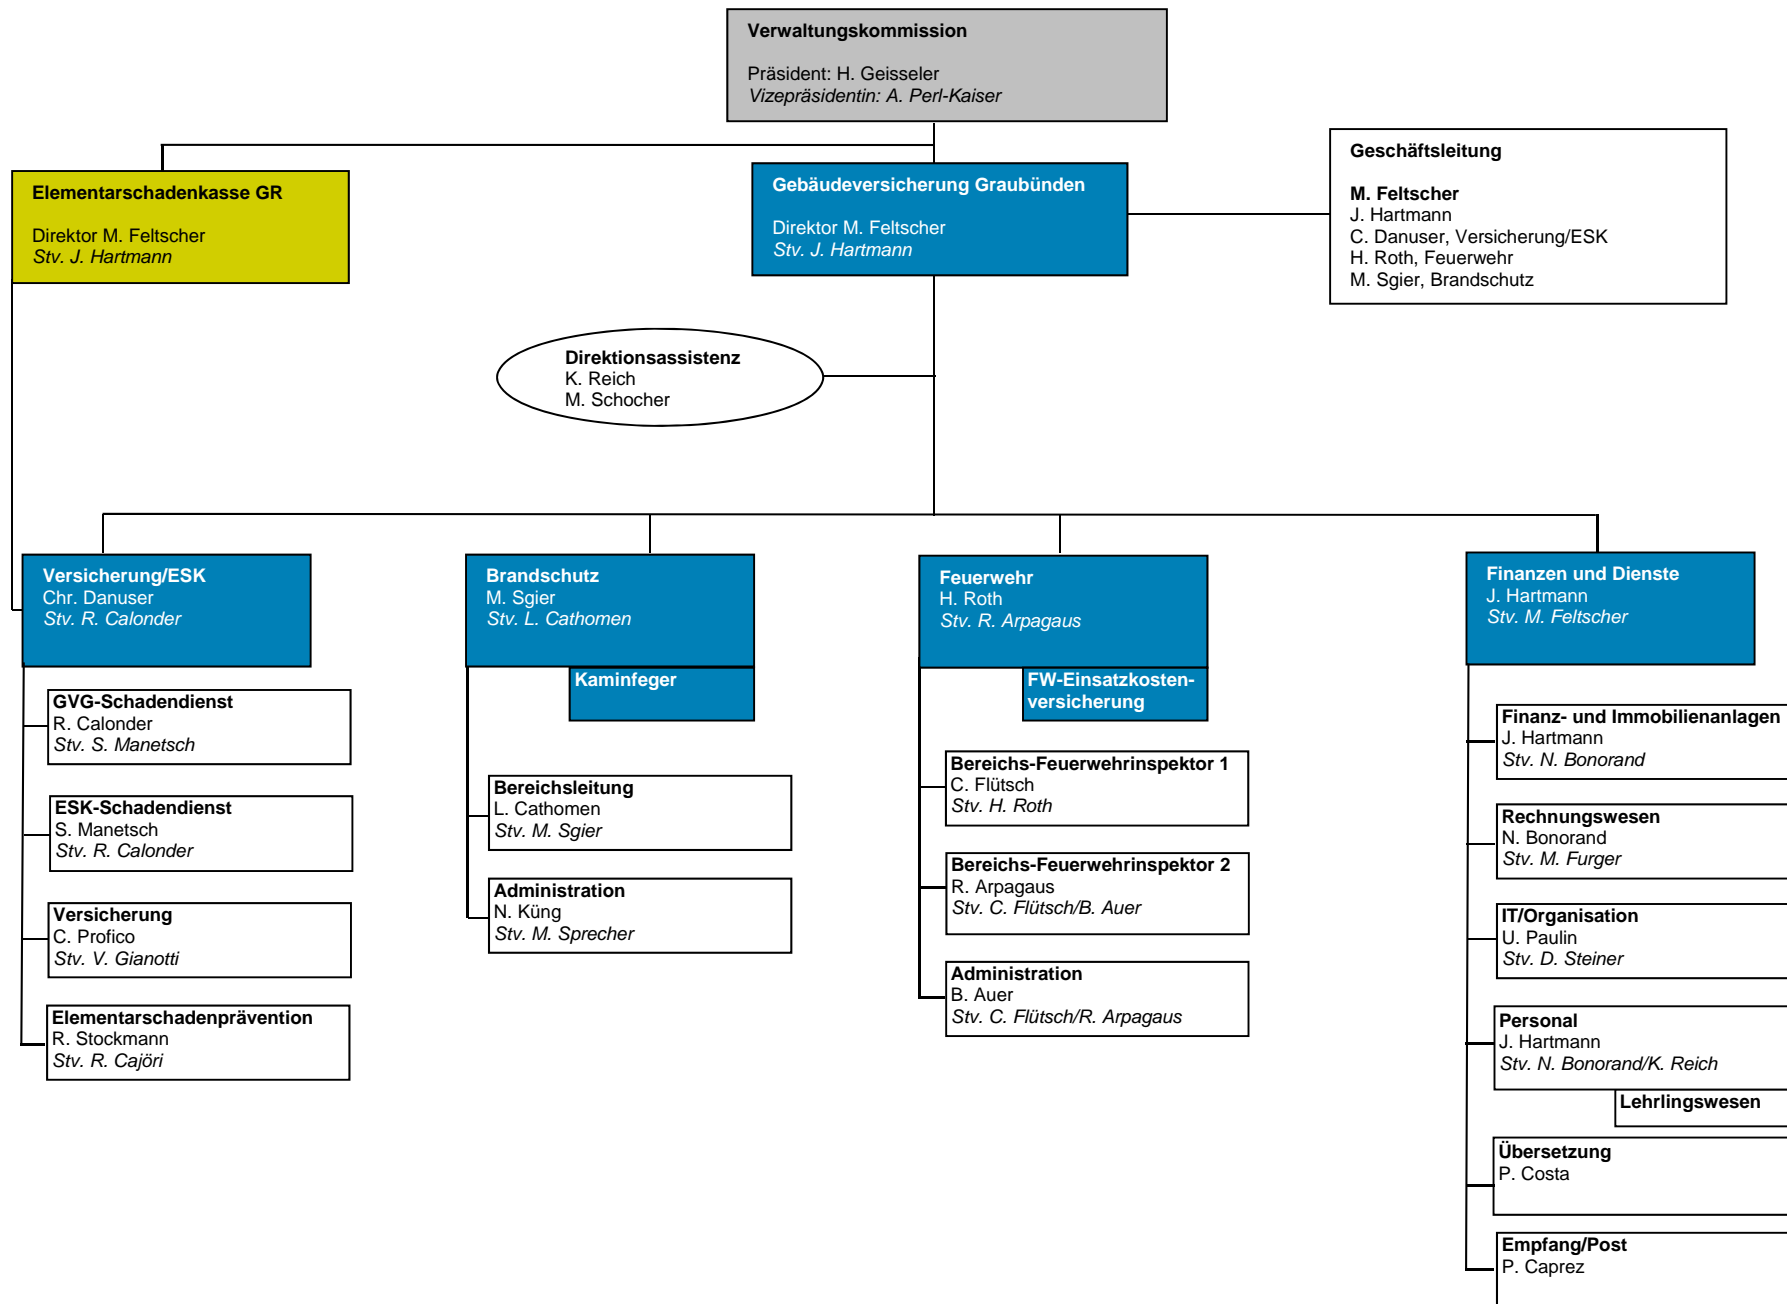 Verwaltungskommission
Präsident: H. Geisseler
Vizepräsidentin: A. Perl-Kaiser
Elementarschadenkasse GR
Direktor M. Feltscher
Stv. J. Hartmann
Gebäudeversicherung Graubünden
Direktor M. Feltscher
Stv. J. Hartmann
Geschäftsleitung
M. Feltscher
J. Hartmann
C. Danuser, Versicherung/ESK
H. Roth, Feuerwehr
M. Sgier, Brandschutz
Direktionsassistenz
K. Reich
M. Schocher
Versicherung/ESK
Chr. Danuser
Stv. R. Calonder
GVG-Schadendienst
R. Calonder
Stv. S. Manetsch
ESK-Schadendienst
S. Manetsch
Stv. R. Calonder
Versicherung
C. Profico
Stv. V. Gianotti
Elementarschadenprävention
R. Stockmann
Stv. R. Cajöri
Brandschutz
M. Sgier
Stv. L. Cathomen
Kaminfeger
Bereichsleitung
L. Cathomen
Stv. M. Sgier
Administration
N. Küng
Stv. M. Sprecher
Feuerwehr
H. Roth
Stv. R. Arpagaus
FW-Einsatzkosten-
versicherung
Bereichs-Feuerwehrinspektor 1
C. Flütsch
Stv. H. Roth
Bereichs-Feuerwehrinspektor 2
R. Arpagaus
Stv. C. Flütsch/B. Auer
Administration
B. Auer
Stv. C. Flütsch/R. Arpagaus
Finanzen und Dienste
J. Hartmann
Stv. M. Feltscher
Finanz- und Immobilienanlagen
J. Hartmann
Stv. N. Bonorand
Rechnungswesen
N. Bonorand
Stv. M. Furger
IT/Organisation
U. Paulin
Stv. D. Steiner
Personal
J. Hartmann
Stv. N. Bonorand/K. Reich
Lehrlingswesen
Übersetzung
P. Costa
Empfang/Post
P. Caprez